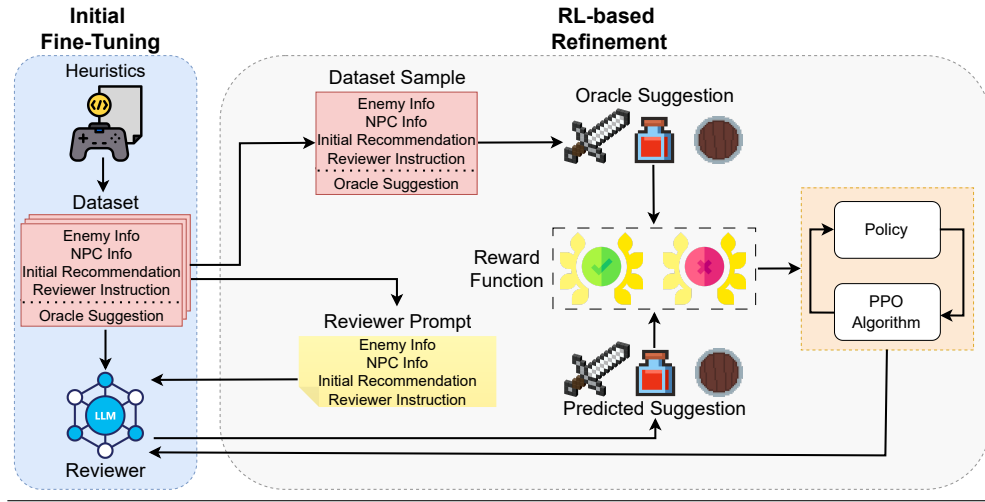 Initial
Fine-Tuning
Heuristics
Dataset
Enemy Info
NPC Info
Initial Recommendation
Reviewer Instruction
Oracle Suggestion
LLM
Reviewer
RL-based
Refinement
Dataset Sample
Enemy Info
NPC Info
Initial Recommendation
Reviewer Instruction
Oracle Suggestion
Oracle Suggestion
Reward
Function
Reviewer Prompt
Enemy Info
NPC Info
Initial Recommendation
Reviewer Instruction
Predicted Suggestion
Policy
PPO
Algorithm